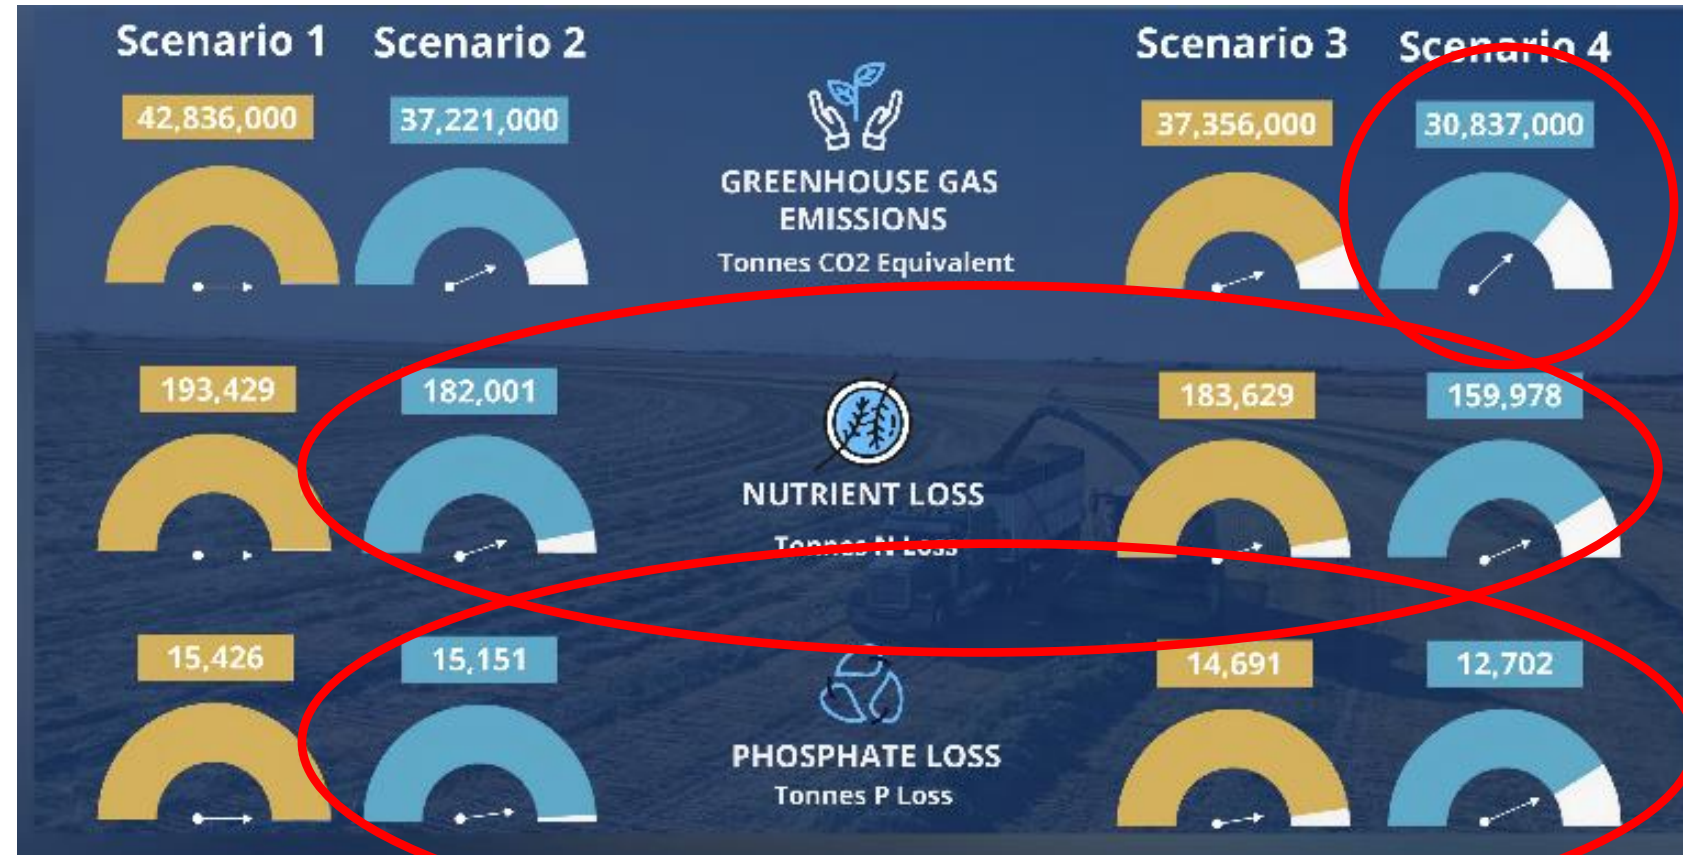 Scenario 1 Scenario 2 Scenario 3 Scenario 4
42,836,000 37,221,000 37,356,000 30,837,000
GREENHOUSE GAS
EMISSIONS
Tonnes CO2 Equivalent
193,429 182,001 183,629 159,978
NUTRIENT LOSS
Tonnes N Loss
15,426 15,151 14,691 12,702
PHOSPHATE LOSS
Tonnes P Loss